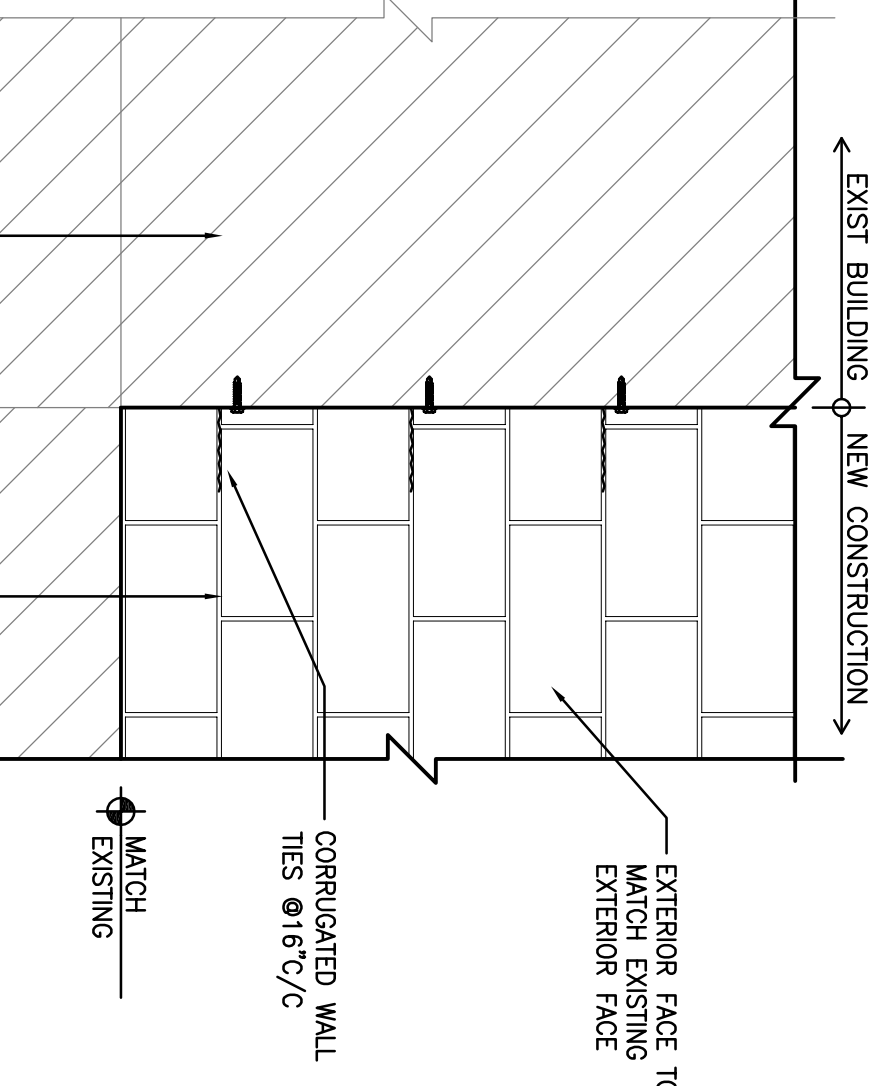 EXIST BUILDING
NEW CONSTRUCTION
EXTERIOR FACE TO
MATCH EXISTING
EXTERIOR FACE
CORRUGATED WALL
TIES @16"C/C
MATCH
EXISTING